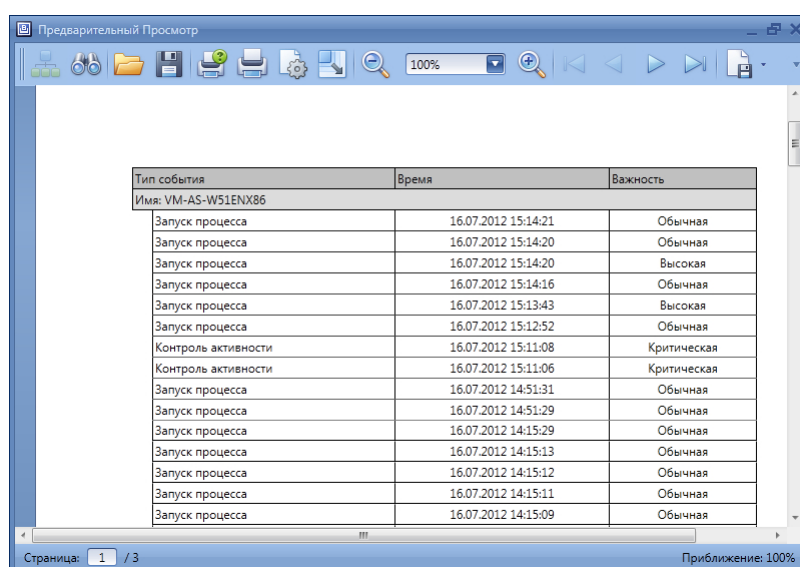 Предварительный Просмотр
100%
Тип события Время Важность
Имя: VM-AS-W51ENX86
Запуск процесса 16.07.2012 15:14:21 Обычная
Запуск процесса 16.07.2012 15:14:20 Обычная
Запуск процесса 16.07.2012 15:14:20 Высокая
Запуск процесса 16.07.2012 15:14:16 Обычная
Запуск процесса 16.07.2012 15:13:43 Высокая
Запуск процесса 16.07.2012 15:12:52 Обычная
Контроль активности 16.07.2012 15:11:08 Критическая
Контроль активности 16.07.2012 15:11:06 Критическая
Запуск процесса 16.07.2012 14:51:31 Обычная
Запуск процесса 16.07.2012 14:51:29 Обычная
Запуск процесса 16.07.2012 14:15:29 Обычная
Запуск процесса 16.07.2012 14:15:13 Обычная
Запуск процесса 16.07.2012 14:15:12 Обычная
Запуск процесса 16.07.2012 14:15:11 Обычная
Запуск процесса 16.07.2012 14:15:09 Обычная
Страница: 1 / 3 Приближение: 100%